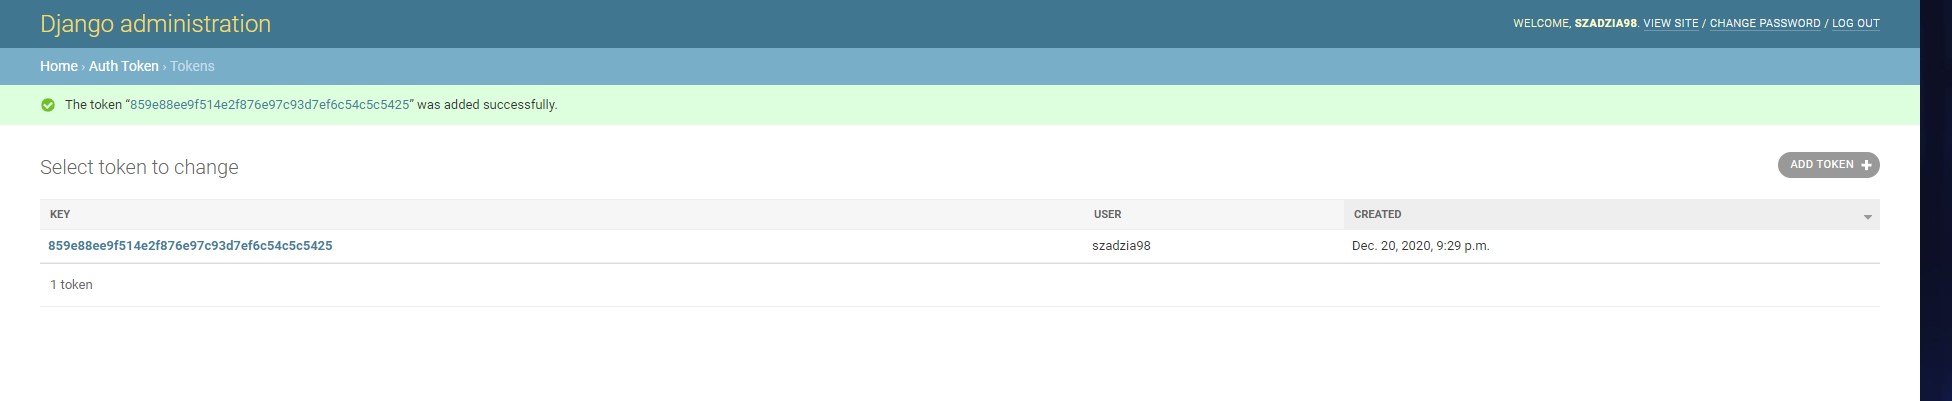 Django administration
WELCOME, SZADZIA98. VIEW SITE / CHANGE PASSWORD / LOG OUT
Home › Auth Token › Tokens
The token “859e88ee9f514e2f876e97c93d7ef6c54c5c5425” was added successfully.
Select token to change
ADD TOKEN
KEY USER CREATED
859e88ee9f514e2f876e97c93d7ef6c54c5c5425 szadzia98 Dec. 20, 2020, 9:29 p.m.
1 token